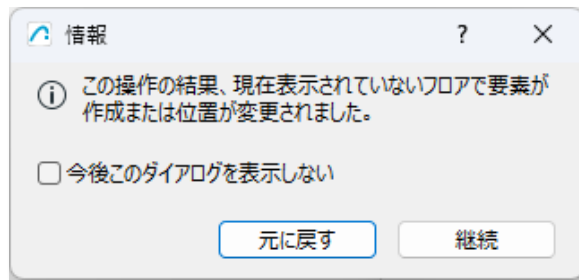 情報
この操作の結果、現在表示されていないフロアで要素が
作成または位置が変更されました。
今後このダイアログを表示しない
元に戻す
継続